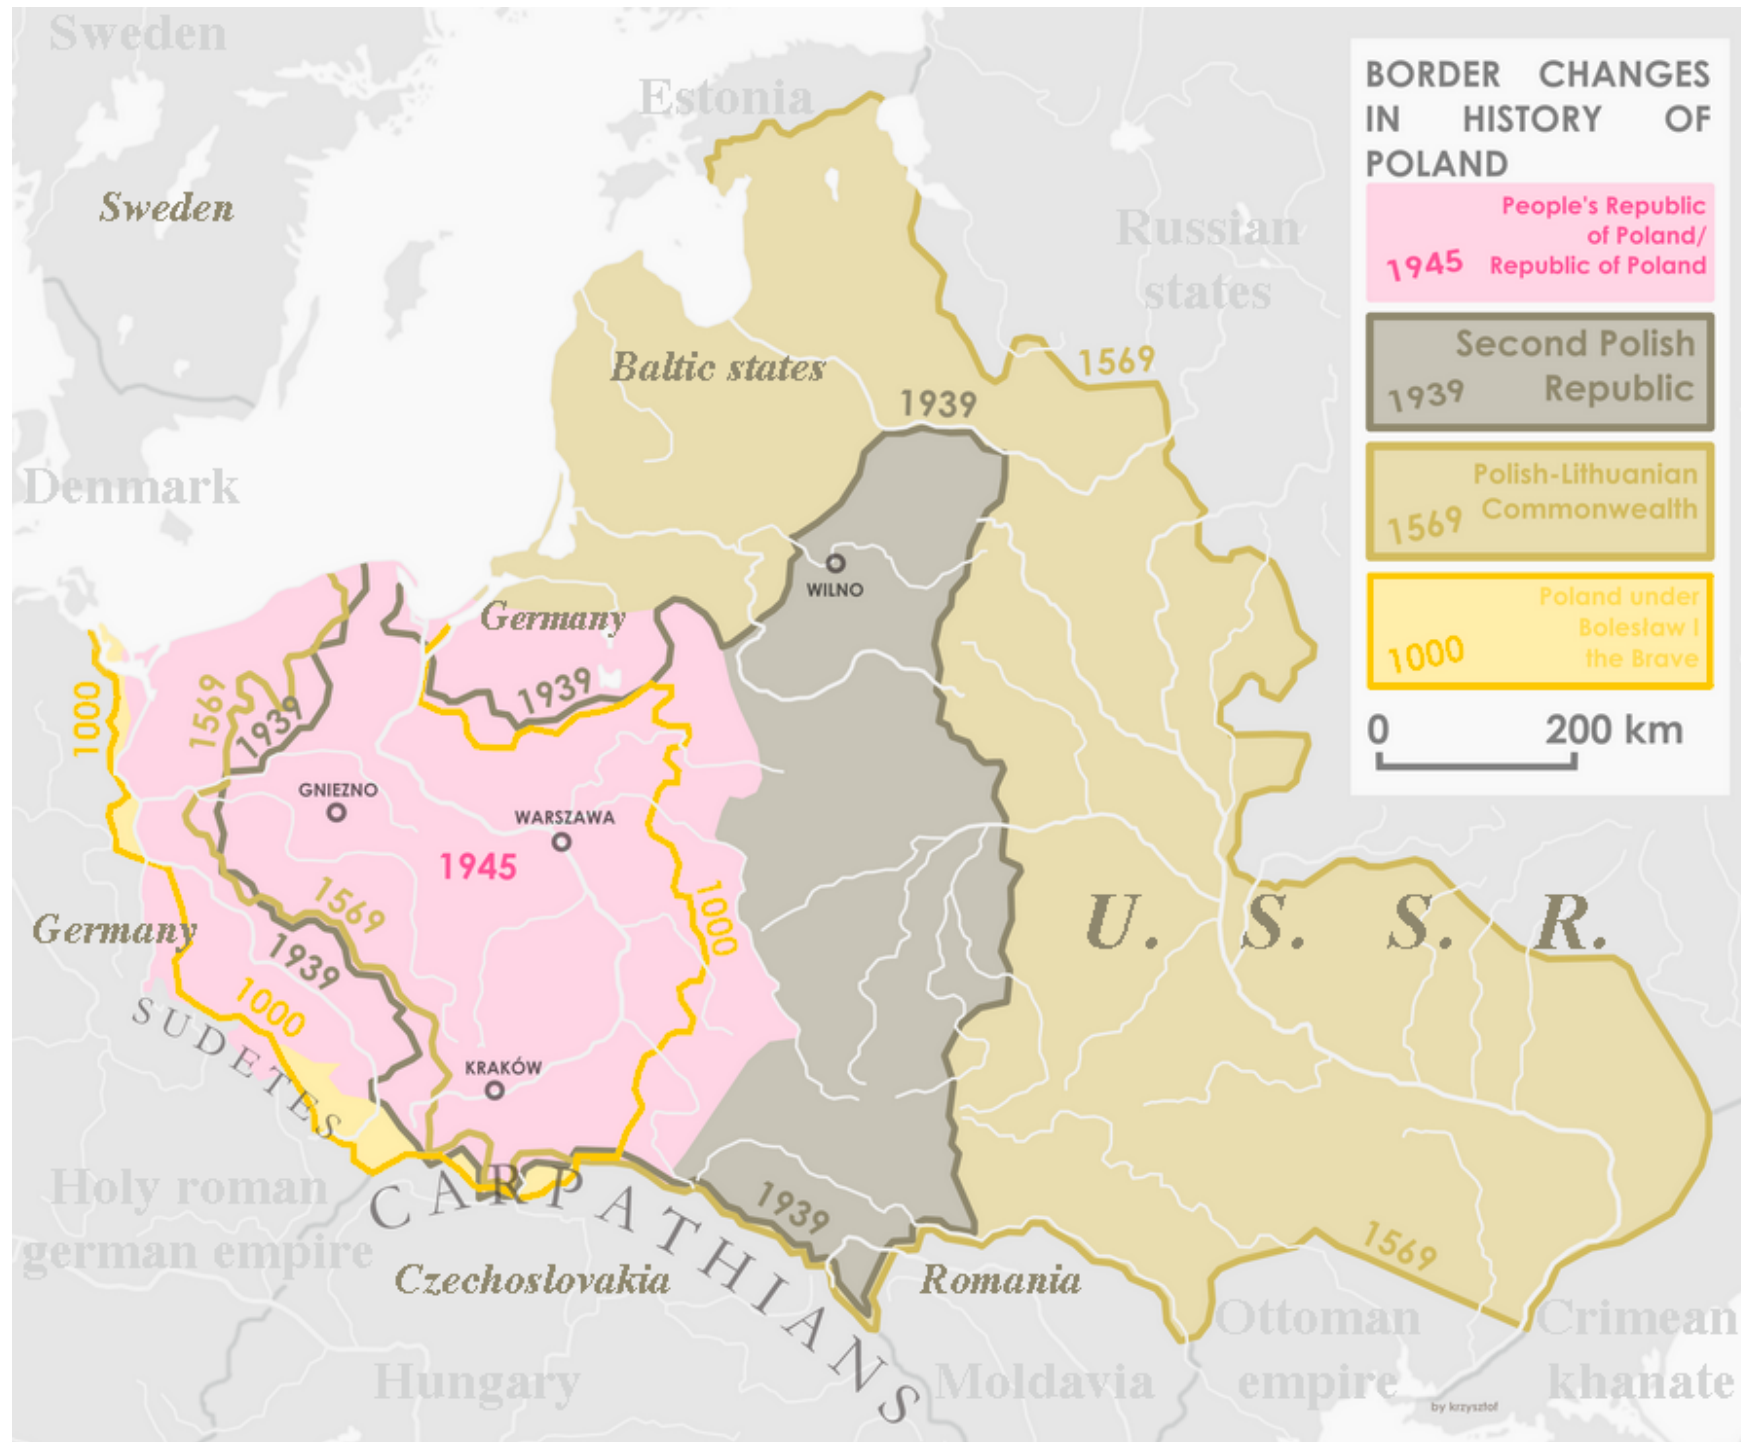 Sweden
Estonia
BORDER CHANGES
IN HISTORY OF
POLAND
People's Republic
of Poland/
1945 Republic of Poland
Second Polish
1939 Republic
Polish-Lithuanian
1569 Commonwealth
Poland under
Bolesław I
1000 the Brave
0 200 km
Sweden
Russian
states
Baltic states
1569
1939
Denmark
WILNO
Germany
1569
1939
1000
1939
GNIEZNO
WARSZAWA
1945
1569
1000
Germany
1939
1000
U. S. S. R.
SUDETES
KRAKÓW
Holy roman
german empire
CARPATHIANS
1939
1569
Czechoslovakia
Romania
Ottoman
empire
Crimean
khanate
Hungary
Moldavia
by krzysztof